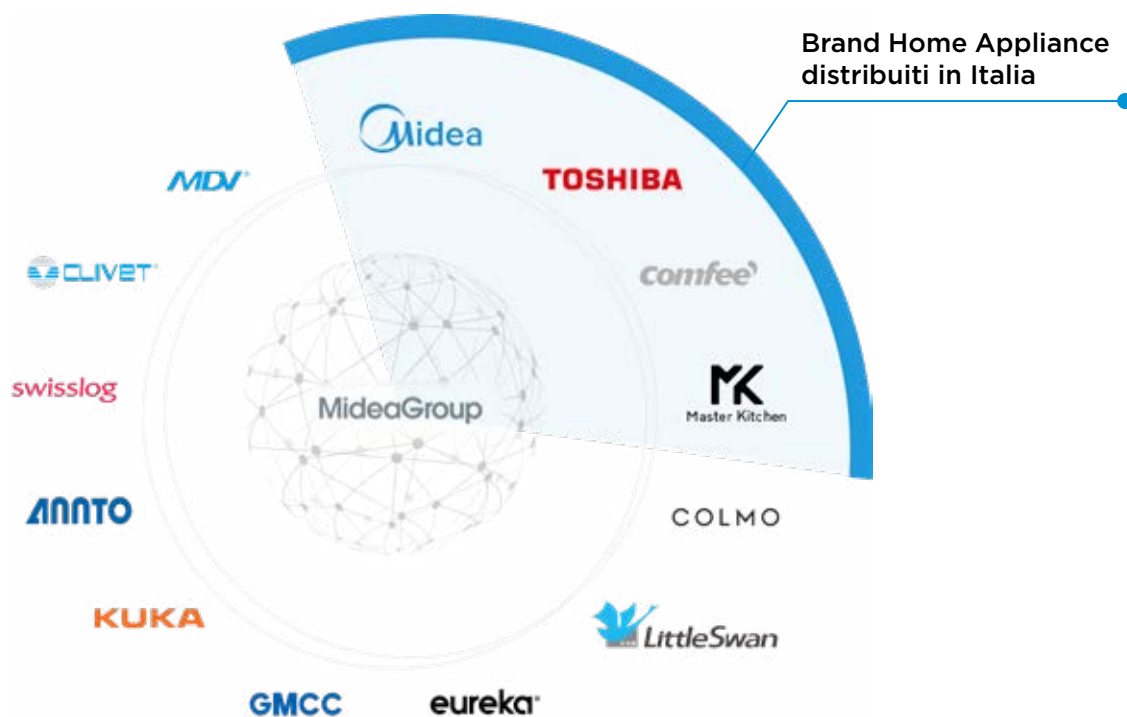 Brand Home Appliance
distribuiti in Italia
Midea
TOSHIBA
comfee'
MK
Master Kitchen
COLMO
LittleSwan
eureka
GMCC
KUKA
ANNTO
swisslog
CLIVET
MDV
MideaGroup